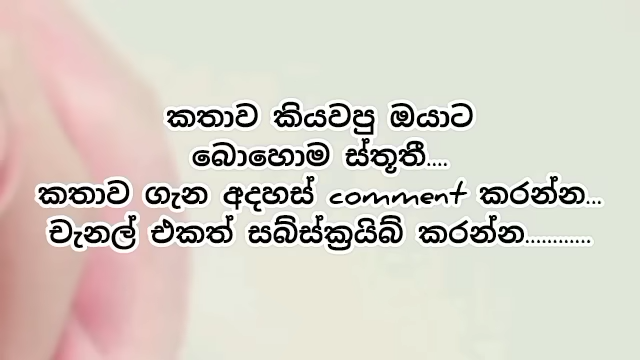 කතාව කියවපු ඔයාට
බොහොම ස්තූතී....
කතාව ගැන අදහස් comment කරන්න...
චැනල් එකත් සබ්ස්ක්‍රයිබ් කරන්න............